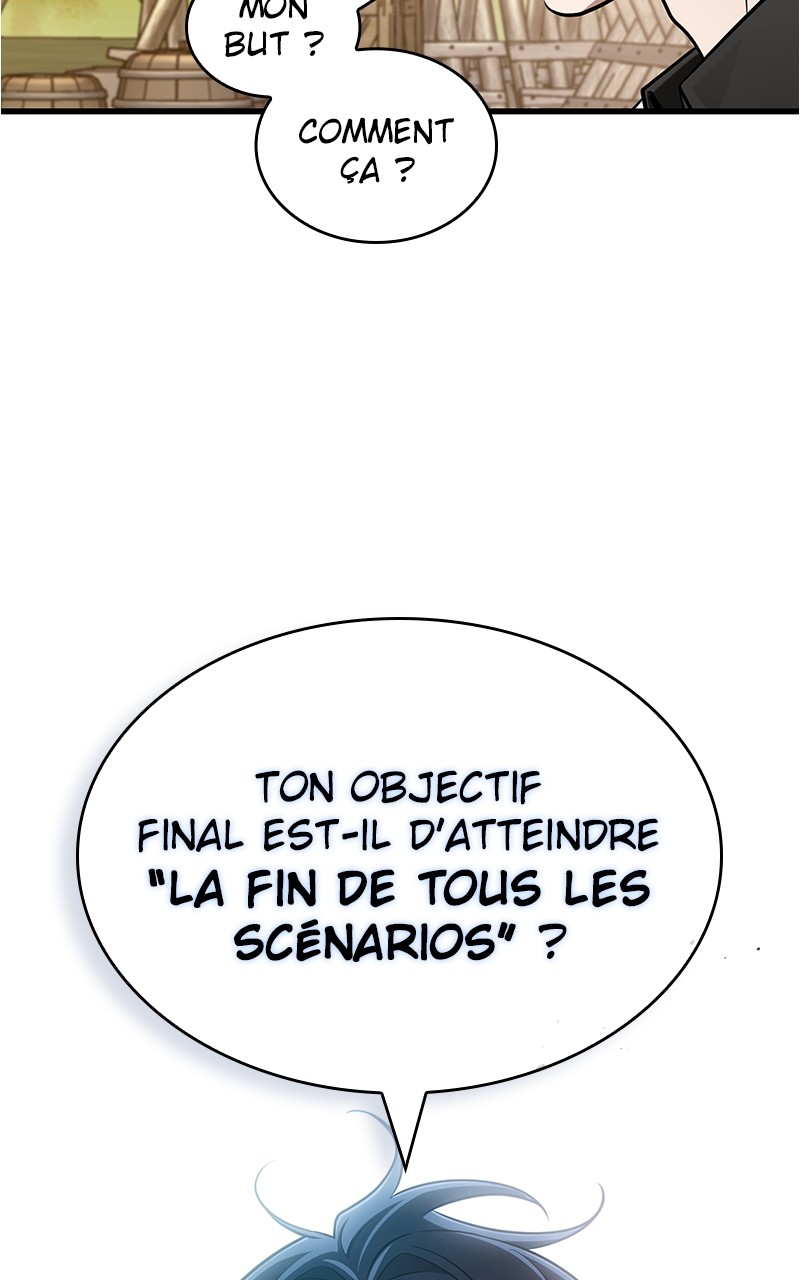 MON
BUT ?
COMMENT
ÇA ?
TON OBJECTIF
FINAL EST-IL D'ATTEINDRE
"LA FIN DE TOUS LES
SCÉNARIOS" ?